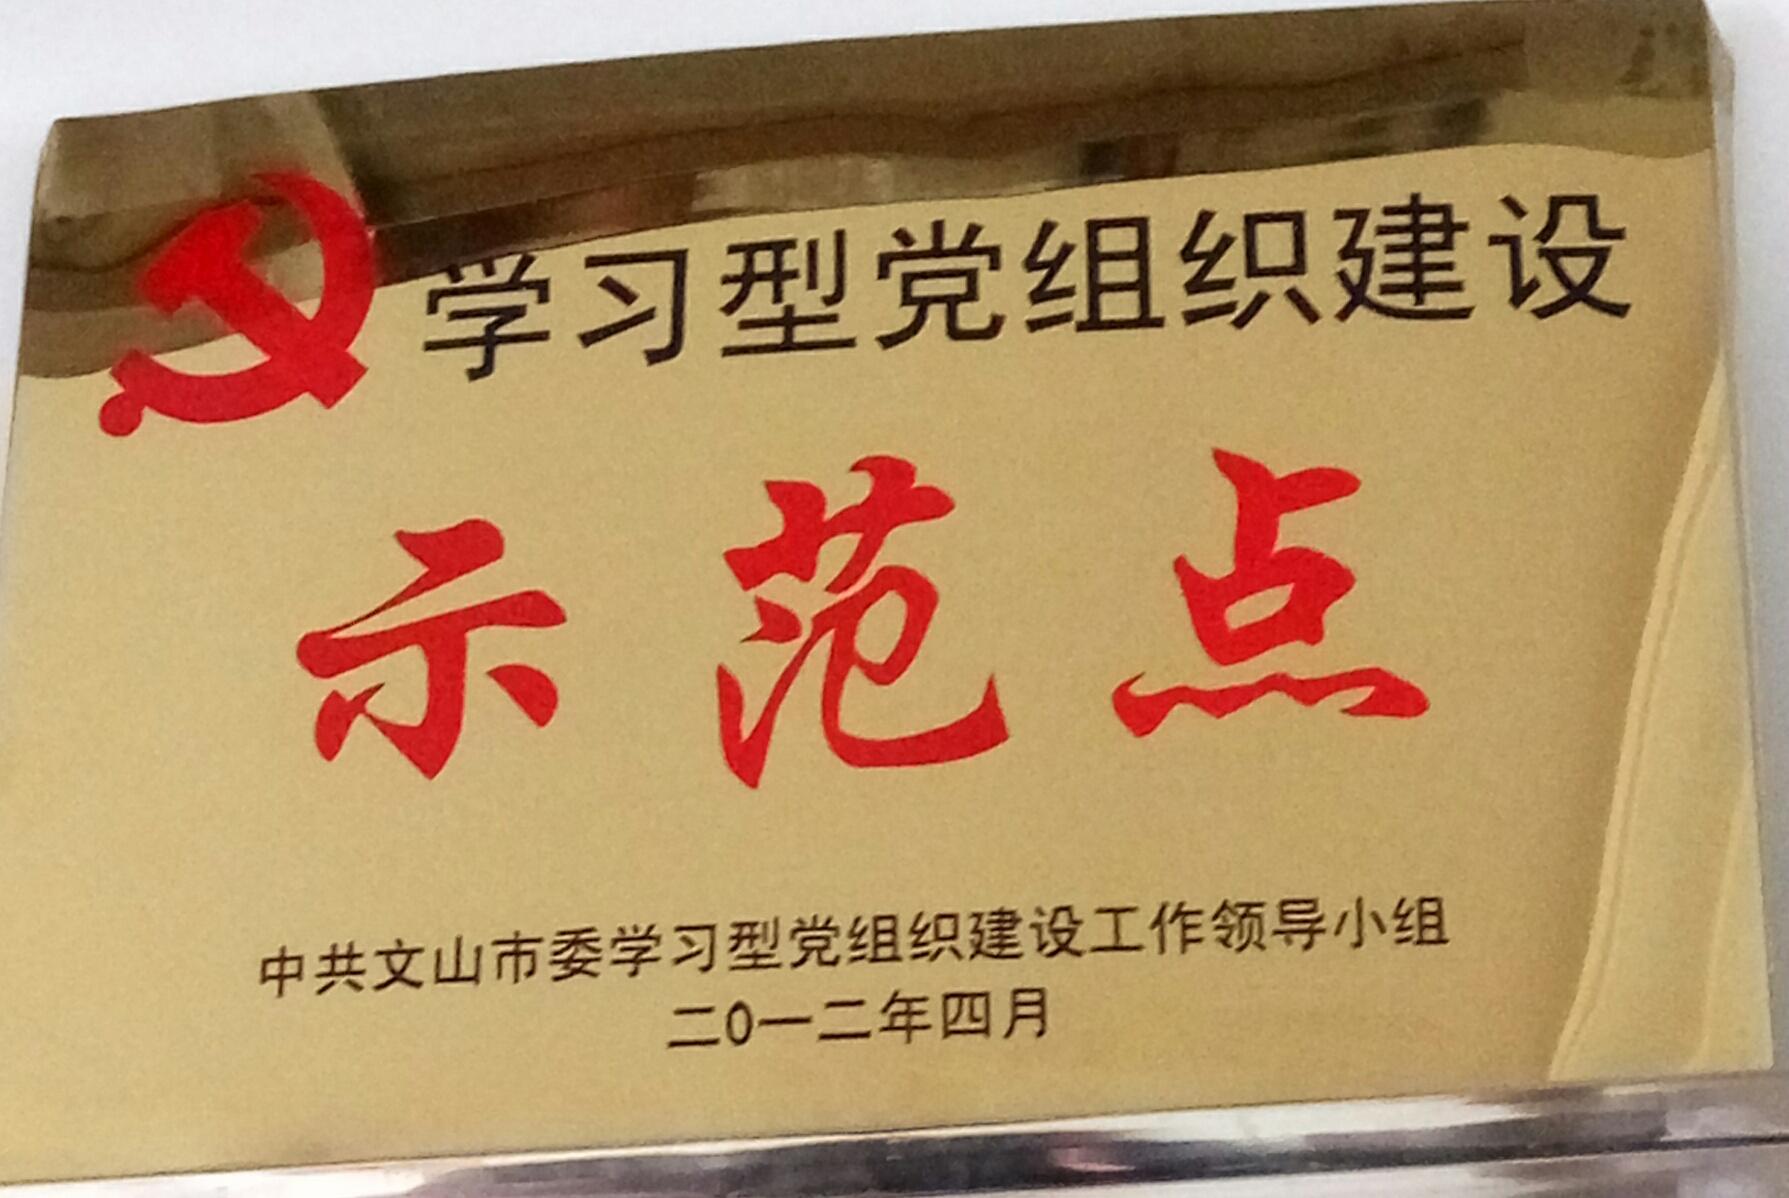 学习型党组织建设
示范点
中共文山市委学习型党组织建设工作领导小组
二0一二年四月